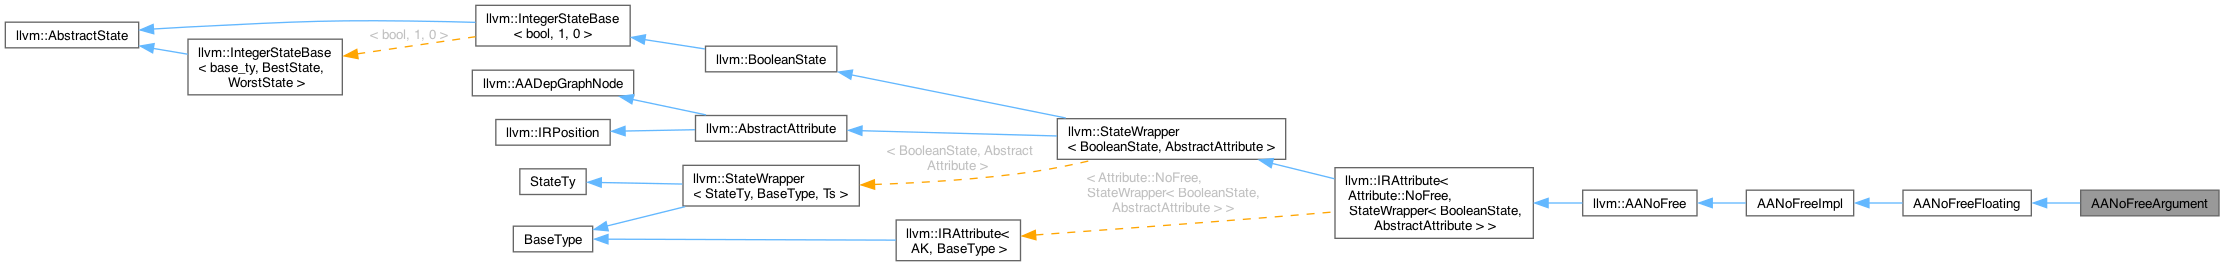 llvm::AbstractState
llvm::IntegerStateBase
< base_ty, BestState,
WorstState >
< bool, 1, 0 >
llvm::IntegerStateBase
< bool, 1, 0 >
llvm::AADepGraphNode
llvm::IRPosition
StateTy
BaseType
llvm::BooleanState
llvm::AbstractAttribute
llvm::StateWrapper
< StateTy, BaseType, Ts >
< BooleanState, Abstract
Attribute >
llvm::IRAttribute<
AK, BaseType >
llvm::StateWrapper
< BooleanState, AbstractAttribute >
< Attribute::NoFree,
StateWrapper< BooleanState,
AbstractAttribute > >
llvm::IRAttribute<
Attribute::NoFree,
StateWrapper< BooleanState,
AbstractAttribute > >
llvm::AANoFree
AANoFreeImpl
AANoFreeFloating
AANoFreeArgument